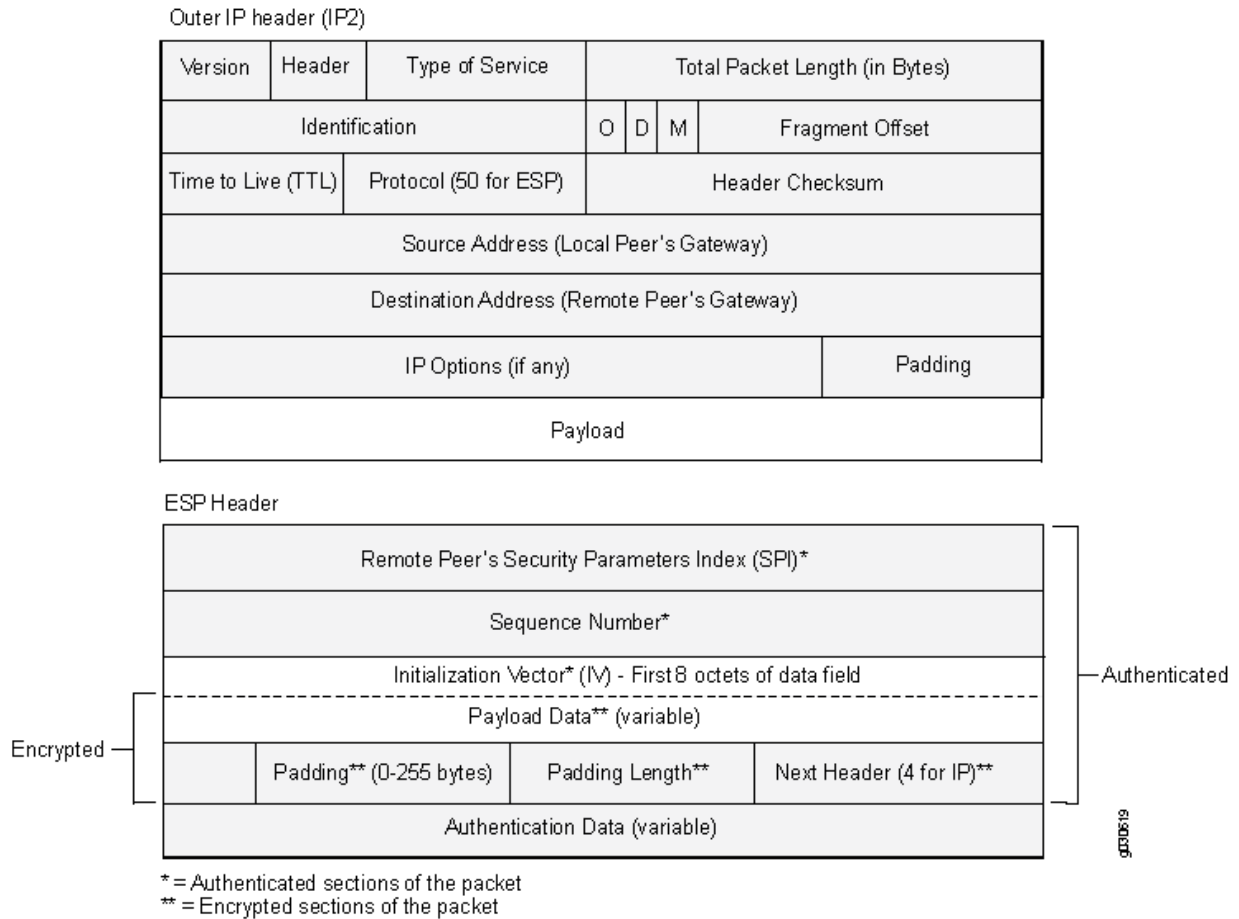 Outer IP header (IP2)
Version Header Type of Service Total Packet Length (in Bytes)
Identification O D M Fragment Offset
Time to Live (TTL) Protocol (50 for ESP) Header Checksum
Source Address (Local Peer's Gateway)
Destination Address (Remote Peer's Gateway)
IP Options (if any) Padding
Payload
ESP Header
Remote Peer's Security Parameters Index (SPI)*
Sequence Number*
Initialization Vector* (IV) - First 8 octets of data field
Authenticated
Payload Data** (variable)
Encrypted
Padding** (0-255 bytes) Padding Length** Next Header (4 for IP)**
Authentication Data (variable)
g030619
* = Authenticated sections of the packet
** = Encrypted sections of the packet